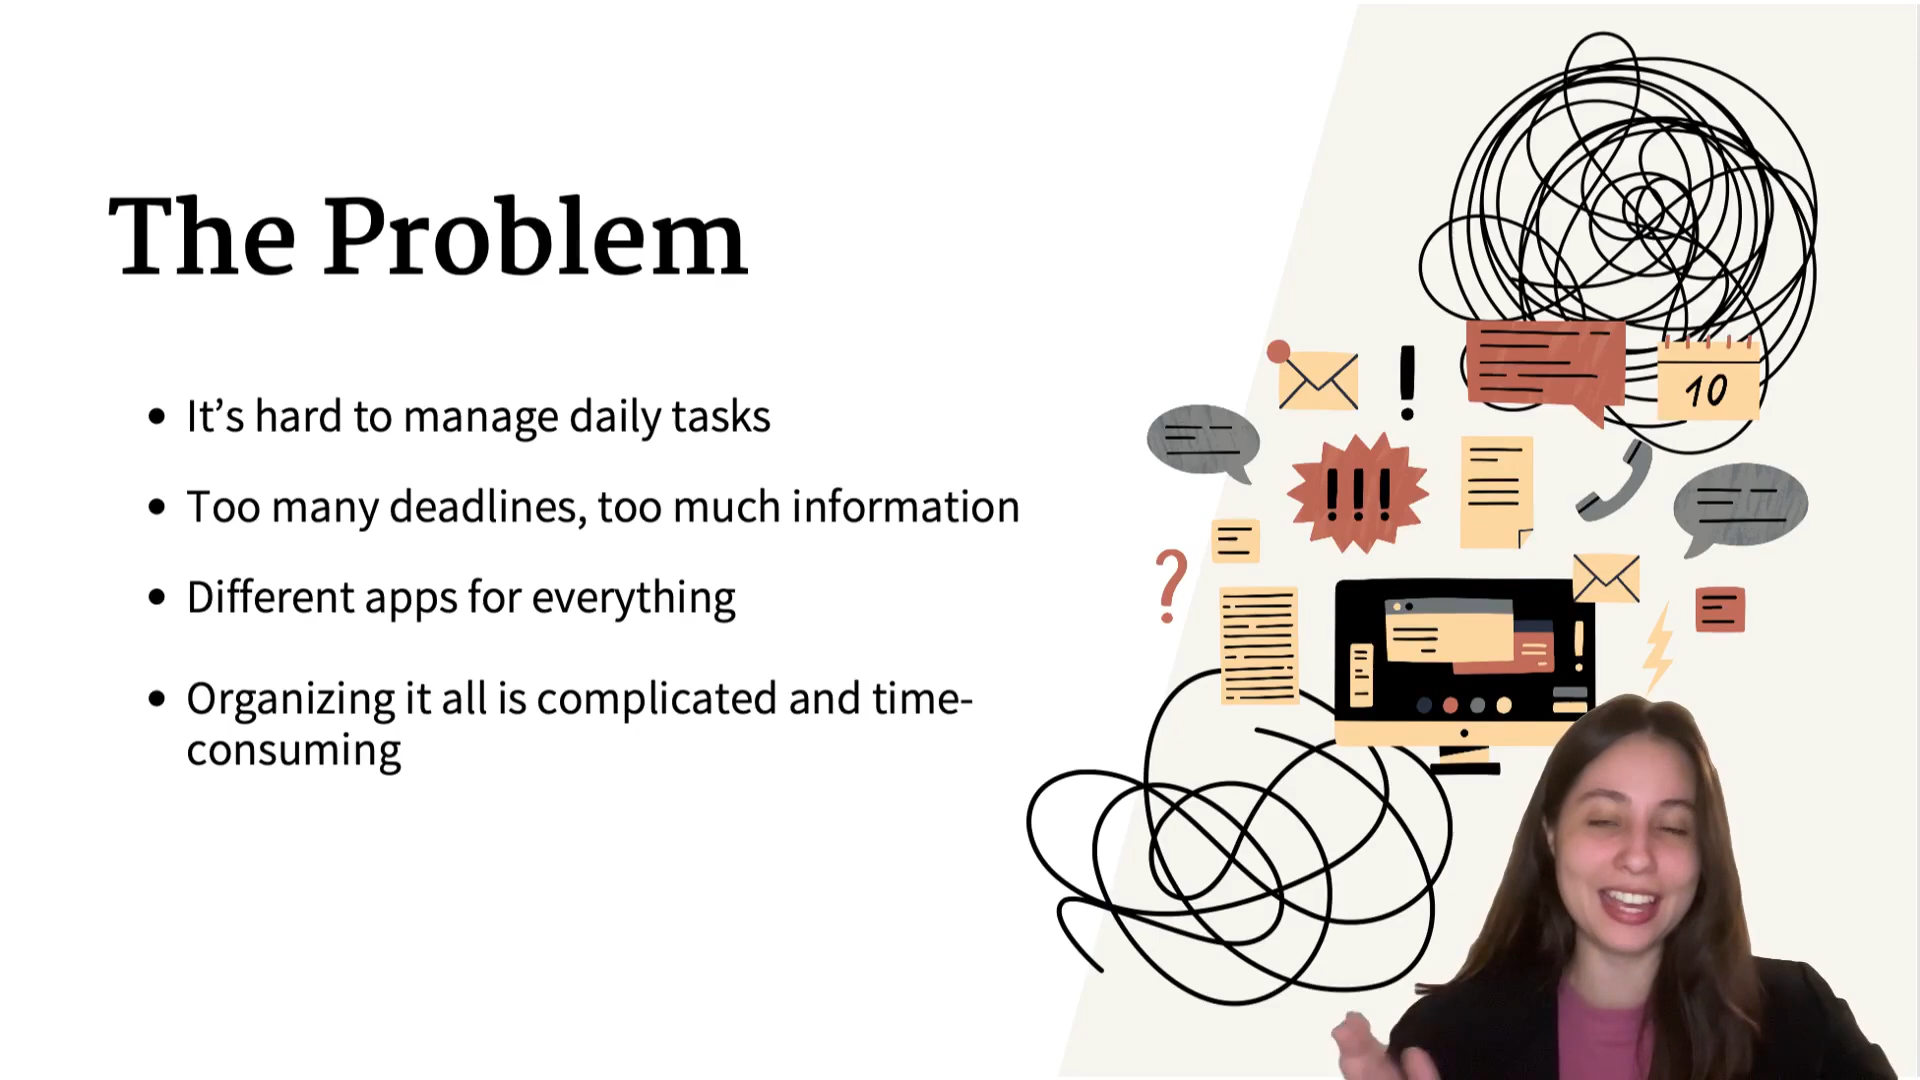 The Problem
• It’s hard to manage daily tasks
• Too many deadlines, too much information
• Different apps for everything
• Organizing it all is complicated and time-
consuming
!
10
!!!
?
!